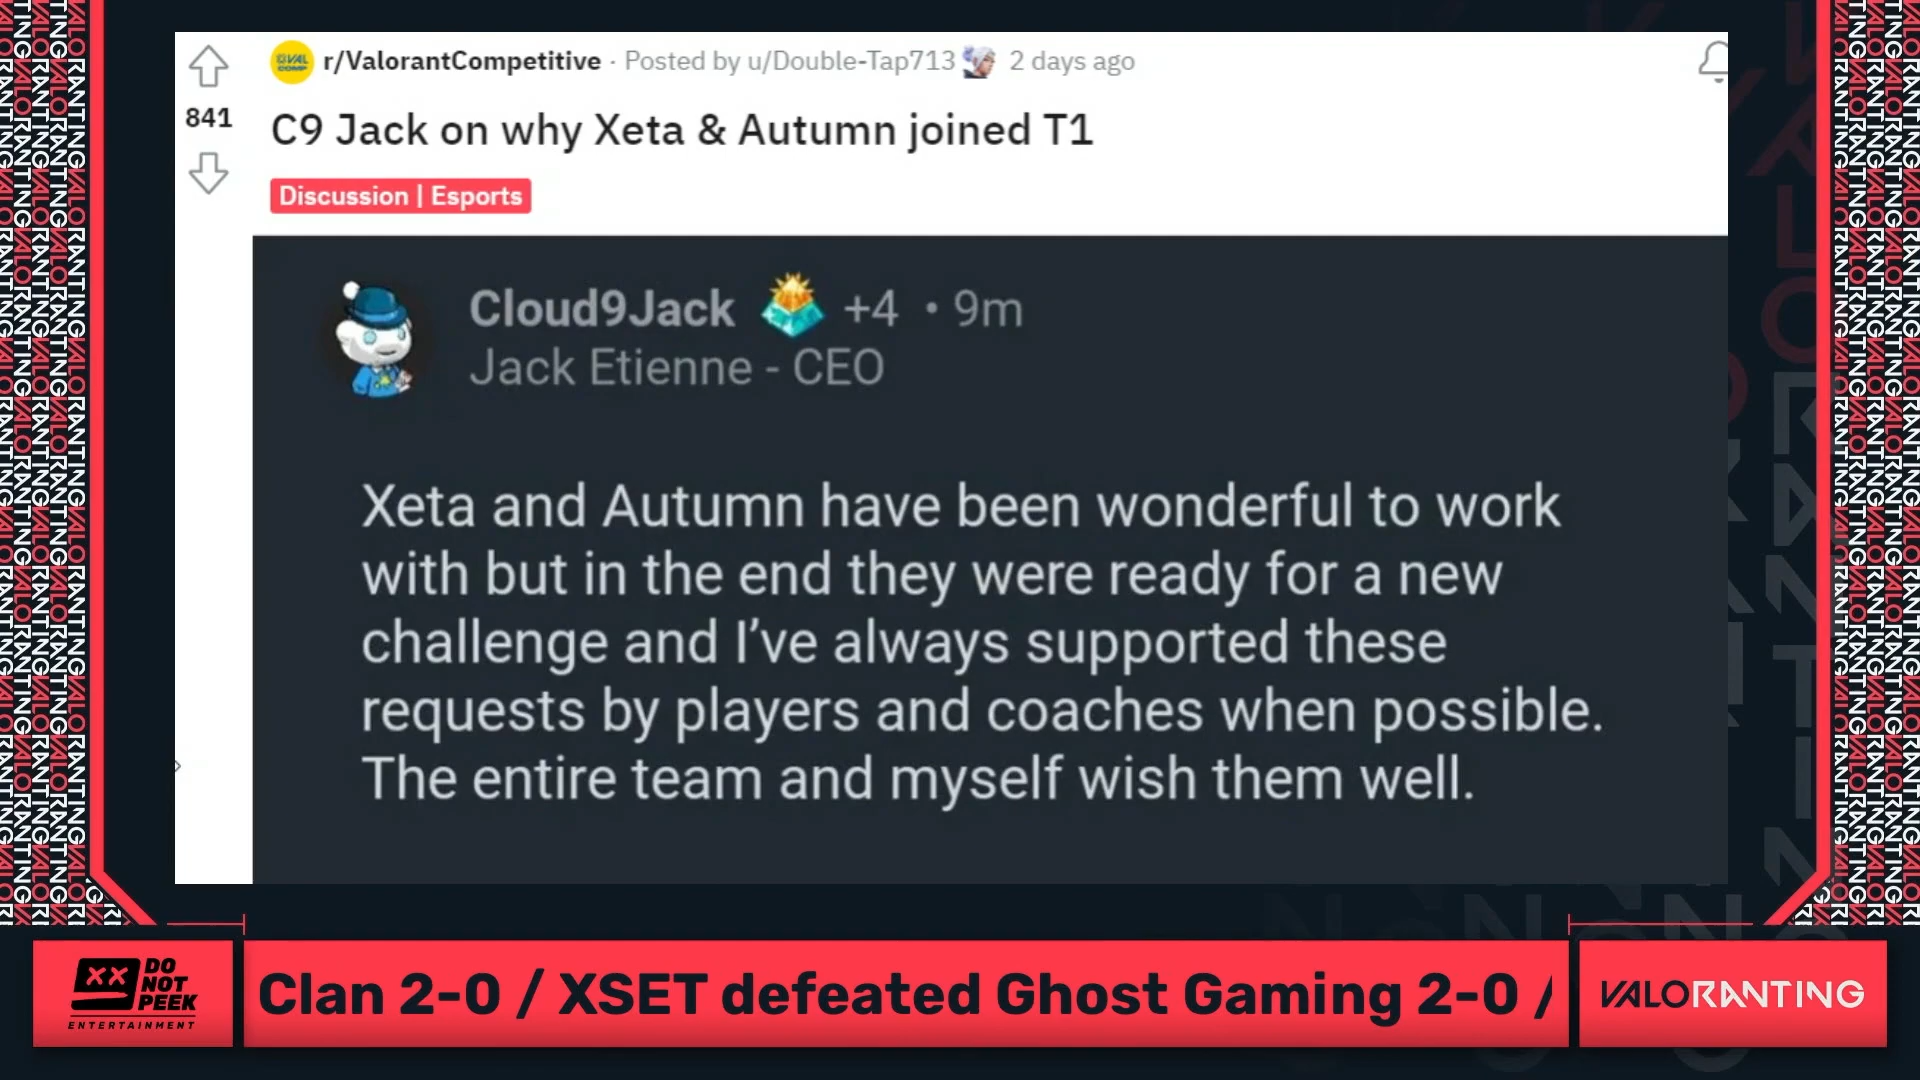 r/ValorantCompetitive · Posted by u/Double-Tap713 2 days ago
841
C9 Jack on why Xeta & Autumn joined T1
Discussion | Esports
Cloud9Jack +4 • 9m
Jack Etienne - CEO
Xeta and Autumn have been wonderful to work
with but in the end they were ready for a new
challenge and I've always supported these
requests by players and coaches when possible.
The entire team and myself wish them well.
DO NOT PEEK
ENTERTAINMENT
Clan 2-0 / XSET defeated Ghost Gaming 2-0 /
VALORANTING